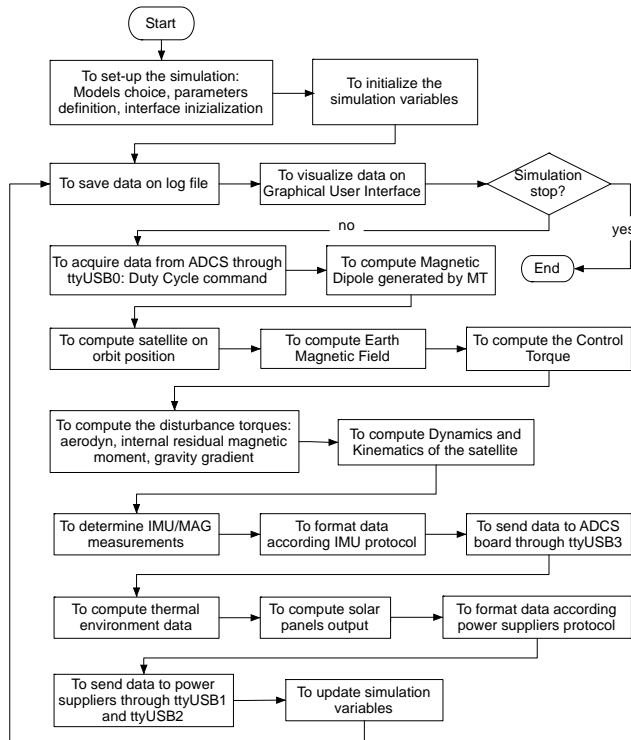 Start
To set-up the simulation:
Models choice, parameters
definition, interface inizialization
To initialize the
simulation variables
To save data on log file
To visualize data on
Graphical User Interface
Simulation
stop?
no
yes
To acquire data from ADCS through
ttyUSB0: Duty Cycle command
To compute Magnetic
Dipole generated by MT
End
To compute satellite on
orbit position
To compute Earth
Magnetic Field
To compute the Control
Torque
To compute the disturbance torques:
aerodyn, internal residual magnetic
moment, gravity gradient
To compute Dynamics and
Kinematics of the satellite
To determine IMU/MAG
measurements
To format data
according IMU protocol
To send data to ADCS
board through ttyUSB3
To compute thermal
environment data
To compute solar
panels output
To format data according
power suppliers protocol
To send data to power
suppliers through ttyUSB1
and ttyUSB2
To update simulation
variables